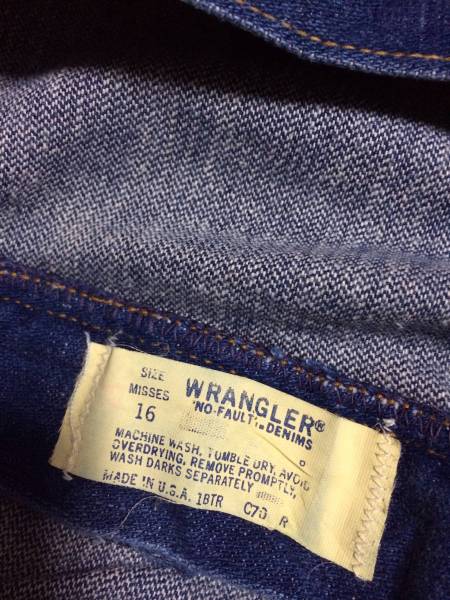 SIZE
MISSES
16
WRANGLER®
"NO-FAULT"-DENIMS
MACHINE WASH, TUMBLE DRY, AVOID
OVERDRYING, REMOVE PROMPTLY,
WASH DARKS SEPARATELY
MADE IN U.S.A. 1BTR R